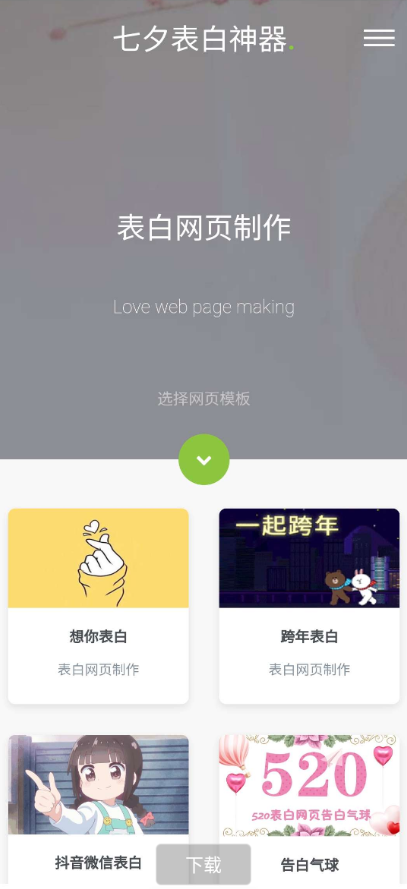 七夕表白神器.
表白网页制作
Love web page making
选择网页模板
一起跨年
想你表白
表白网页制作
跨年表白
表白网页制作
520
520表白网页告白气球
抖音微信表白
下载
告白气球